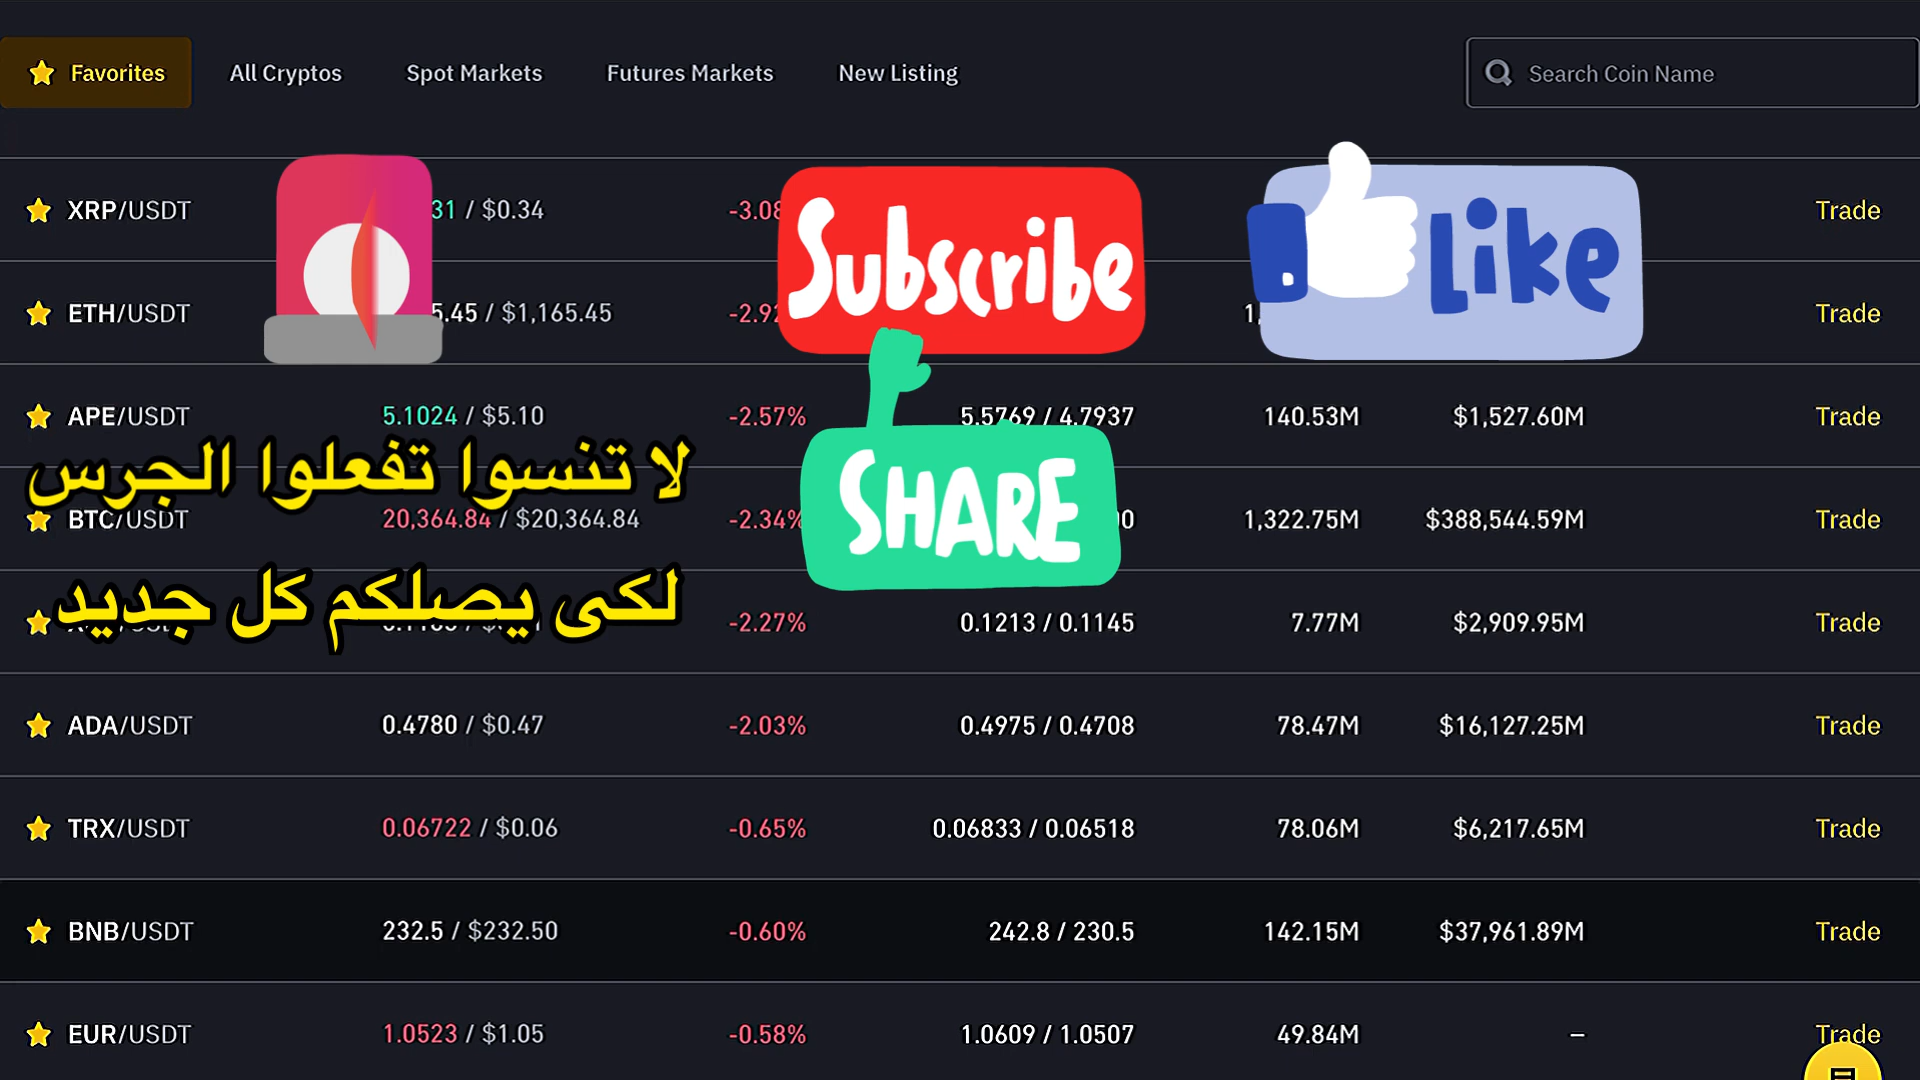 Favorites All Cryptos Spot Markets Futures Markets New Listing Search Coin Name
XRP/USDT 31 / $0.34 -3.08 Trade
Subscribe
Like
ETH/USDT 5.45 / $1,165.45 -2.92 1, Trade
APE/USDT 5.1024 / $5.10 -2.57% 5.5769 / 4.7937 140.53M $1,527.60M Trade
لا تنسوا تفعلوا الجرس
SHARE
BTC/USDT 20,364.84 / $20,364.84 -2.34% 0 1,322.75M $388,544.59M Trade
لكى يصلكم كل جديد
-2.27% 0.1213 / 0.1145 7.77M $2,909.95M Trade
ADA/USDT 0.4780 / $0.47 -2.03% 0.4975 / 0.4708 78.47M $16,127.25M Trade
TRX/USDT 0.06722 / $0.06 -0.65% 0.06833 / 0.06518 78.06M $6,217.65M Trade
BNB/USDT 232.5 / $232.50 -0.60% 242.8 / 230.5 142.15M $37,961.89M Trade
EUR/USDT 1.0523 / $1.05 -0.58% 1.0609 / 1.0507 49.84M – Trade